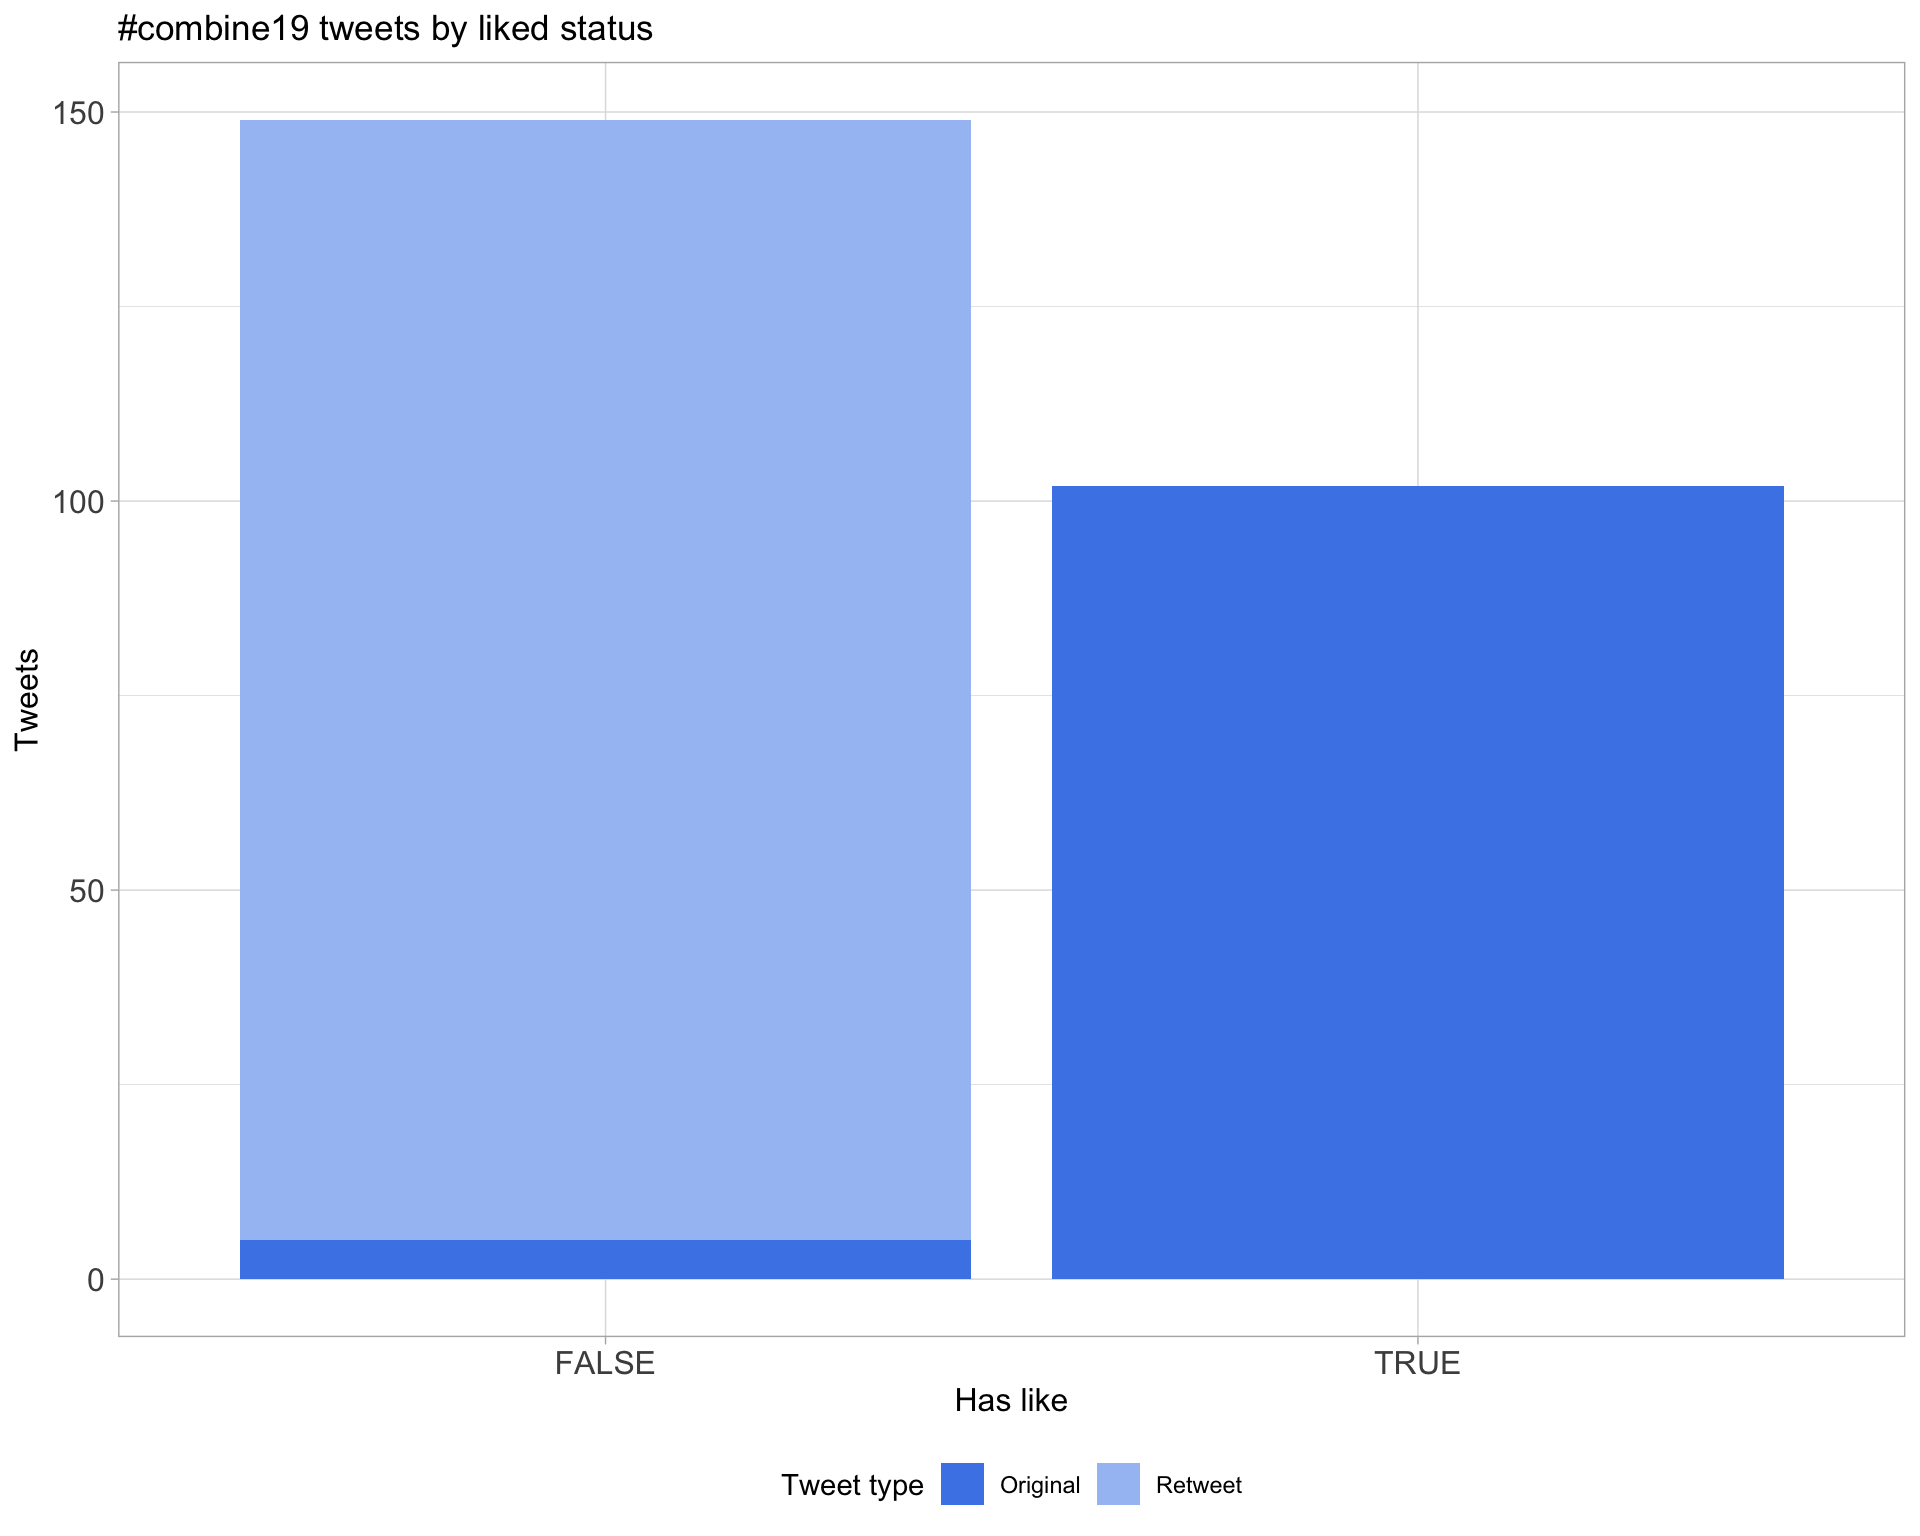 #combine19 tweets by liked status
150
100
50
0
Tweets
FALSE TRUE
Has like
Tweet type Original Retweet